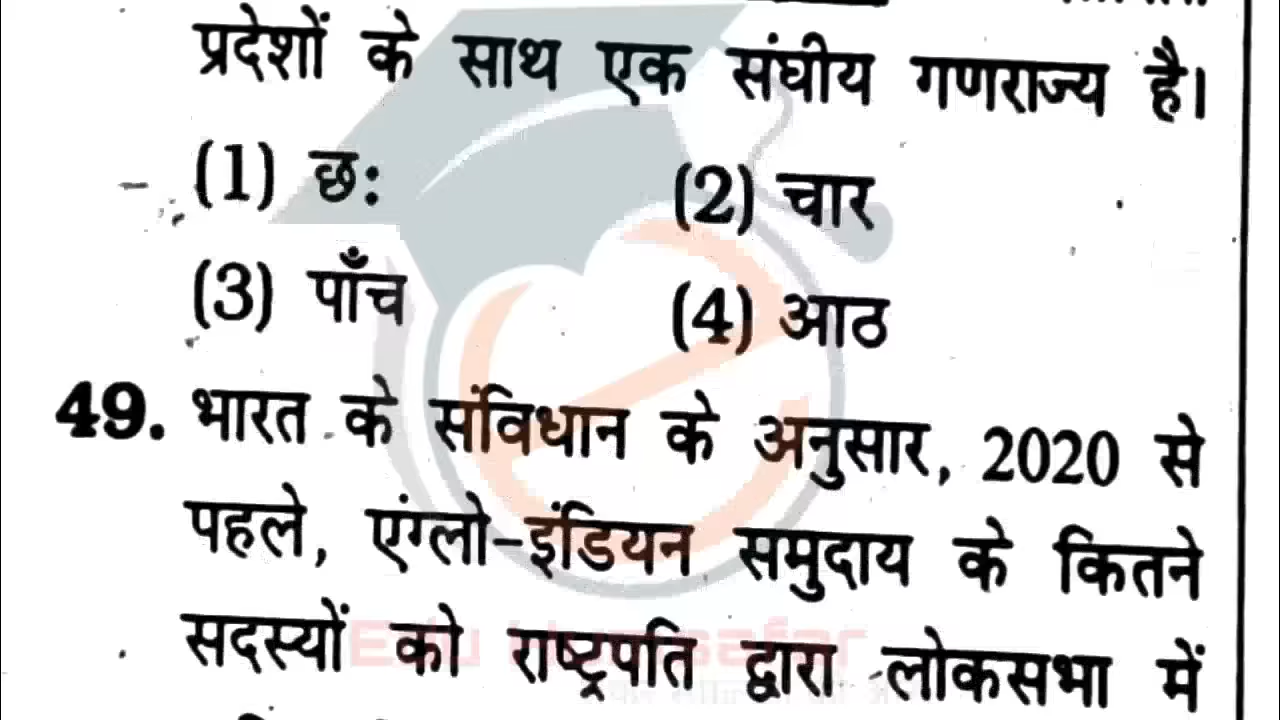 प्रदेशों के साथ एक संघीय गणराज्य है।
(1) छः (2) चार
(3) पाँच (4) आठ
49. भारत के संविधान के अनुसार, 2020 से
पहले, एंग्लो-इंडियन समुदाय के कितने
सदस्यों को राष्ट्रपति द्वारा लोकसभा में